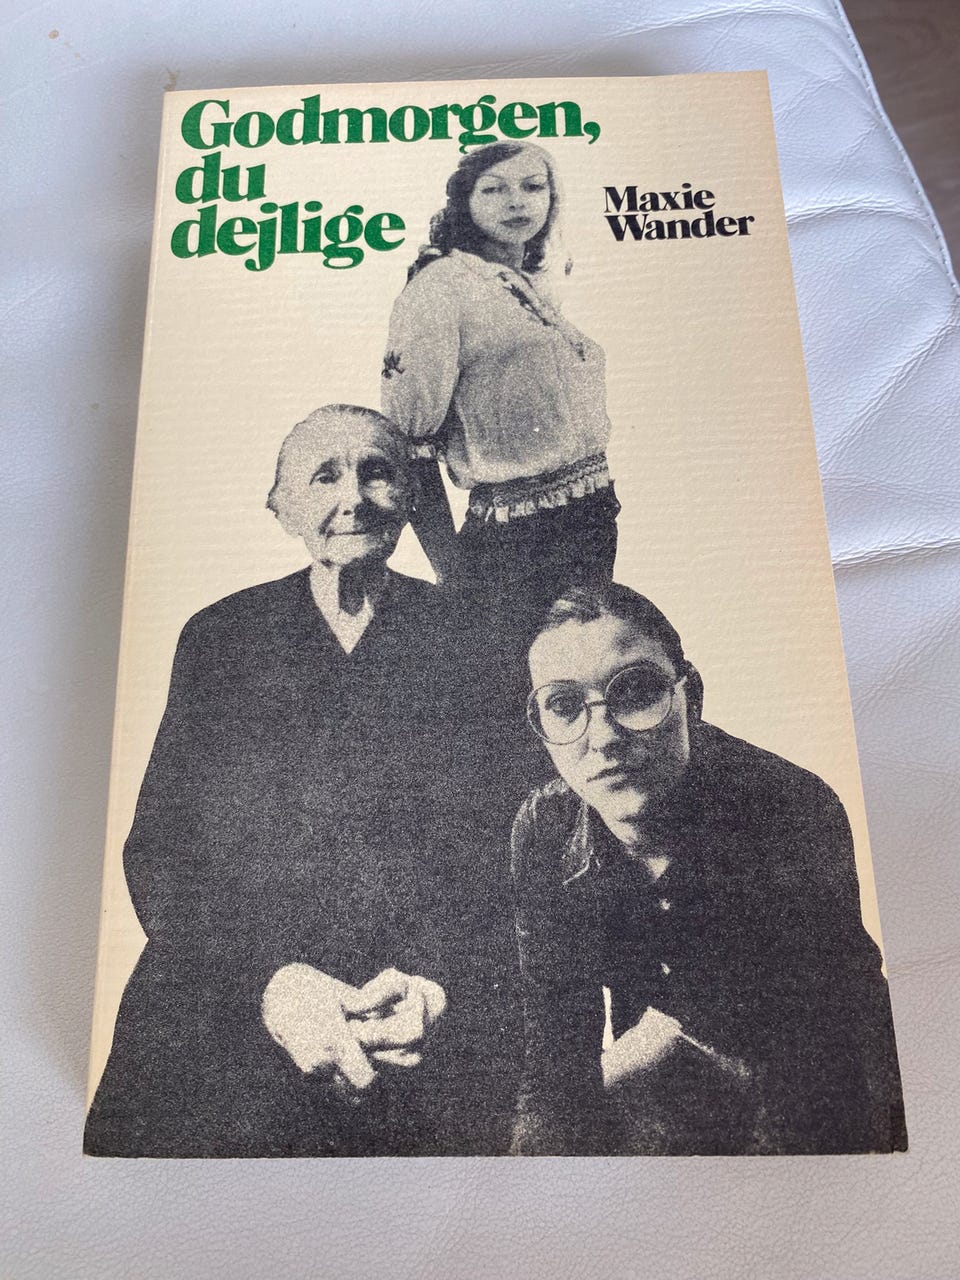 Godmorgen,
du
dejlige
Maxie
Wander